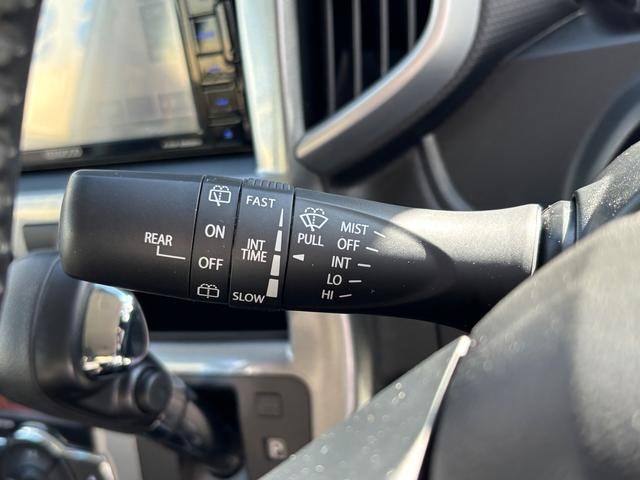 REAR
ON
OFF
FAST
INT
TIME
SLOW
PULL
MIST
OFF
INT
LO
HI
P